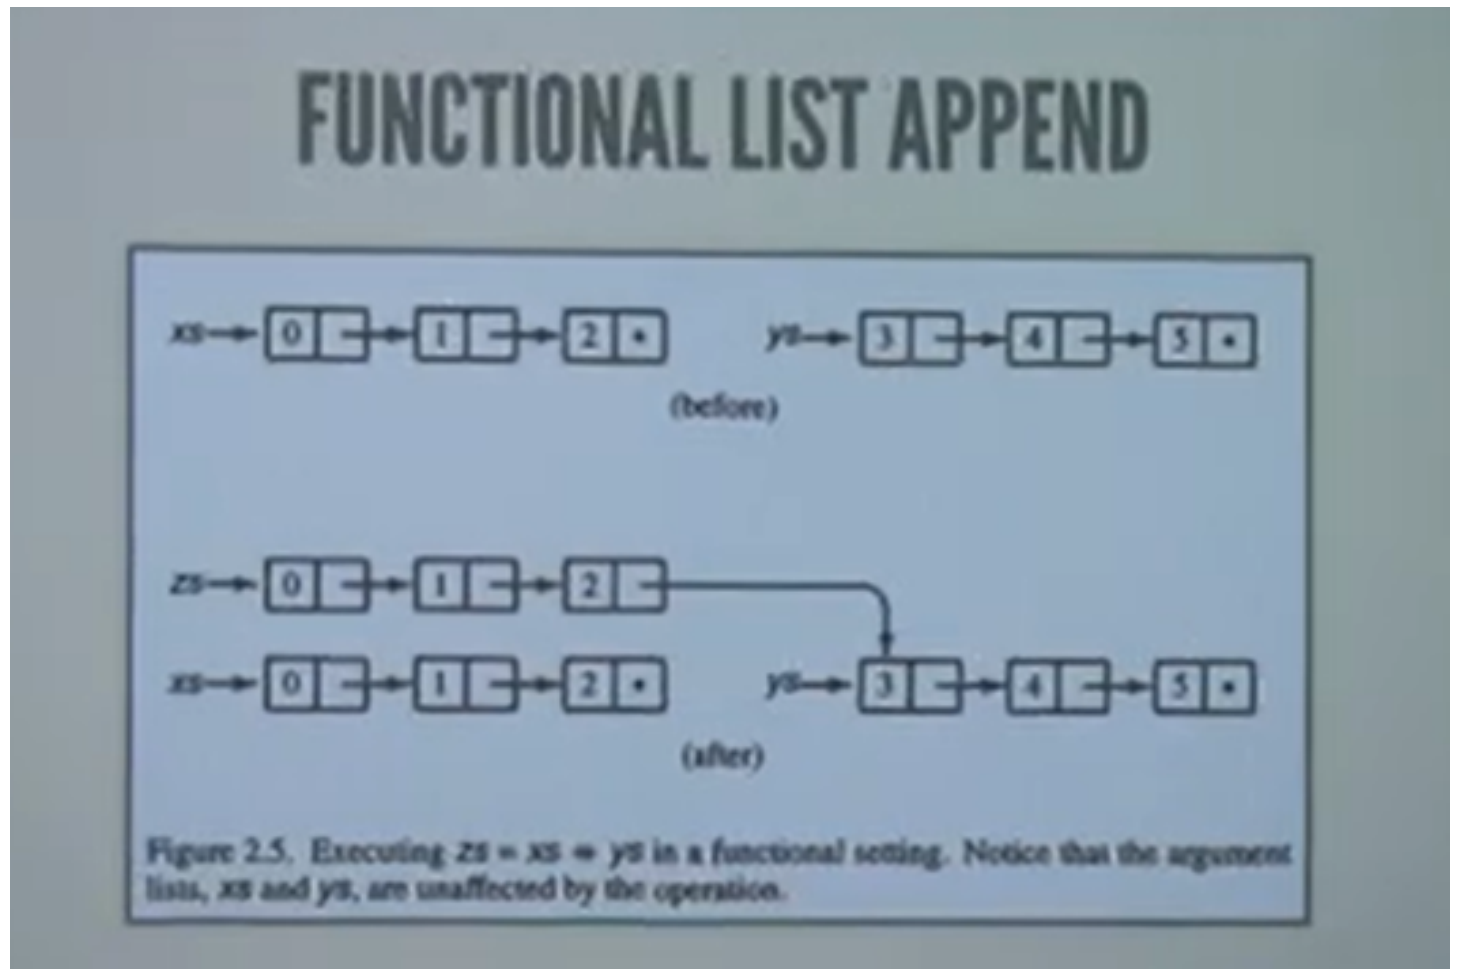 FUNCTIONAL LIST APPEND
xs 0 1 2 • ys 3 4 5 •
(before)
zs 0 1 2
xs 0 1 2 • ys 3 4 5 •
(after)
Figure 2.5. Executing zs = xs ++ ys in a functional setting. Notice that the argument
lists, xs and ys, are unaffected by the operation.